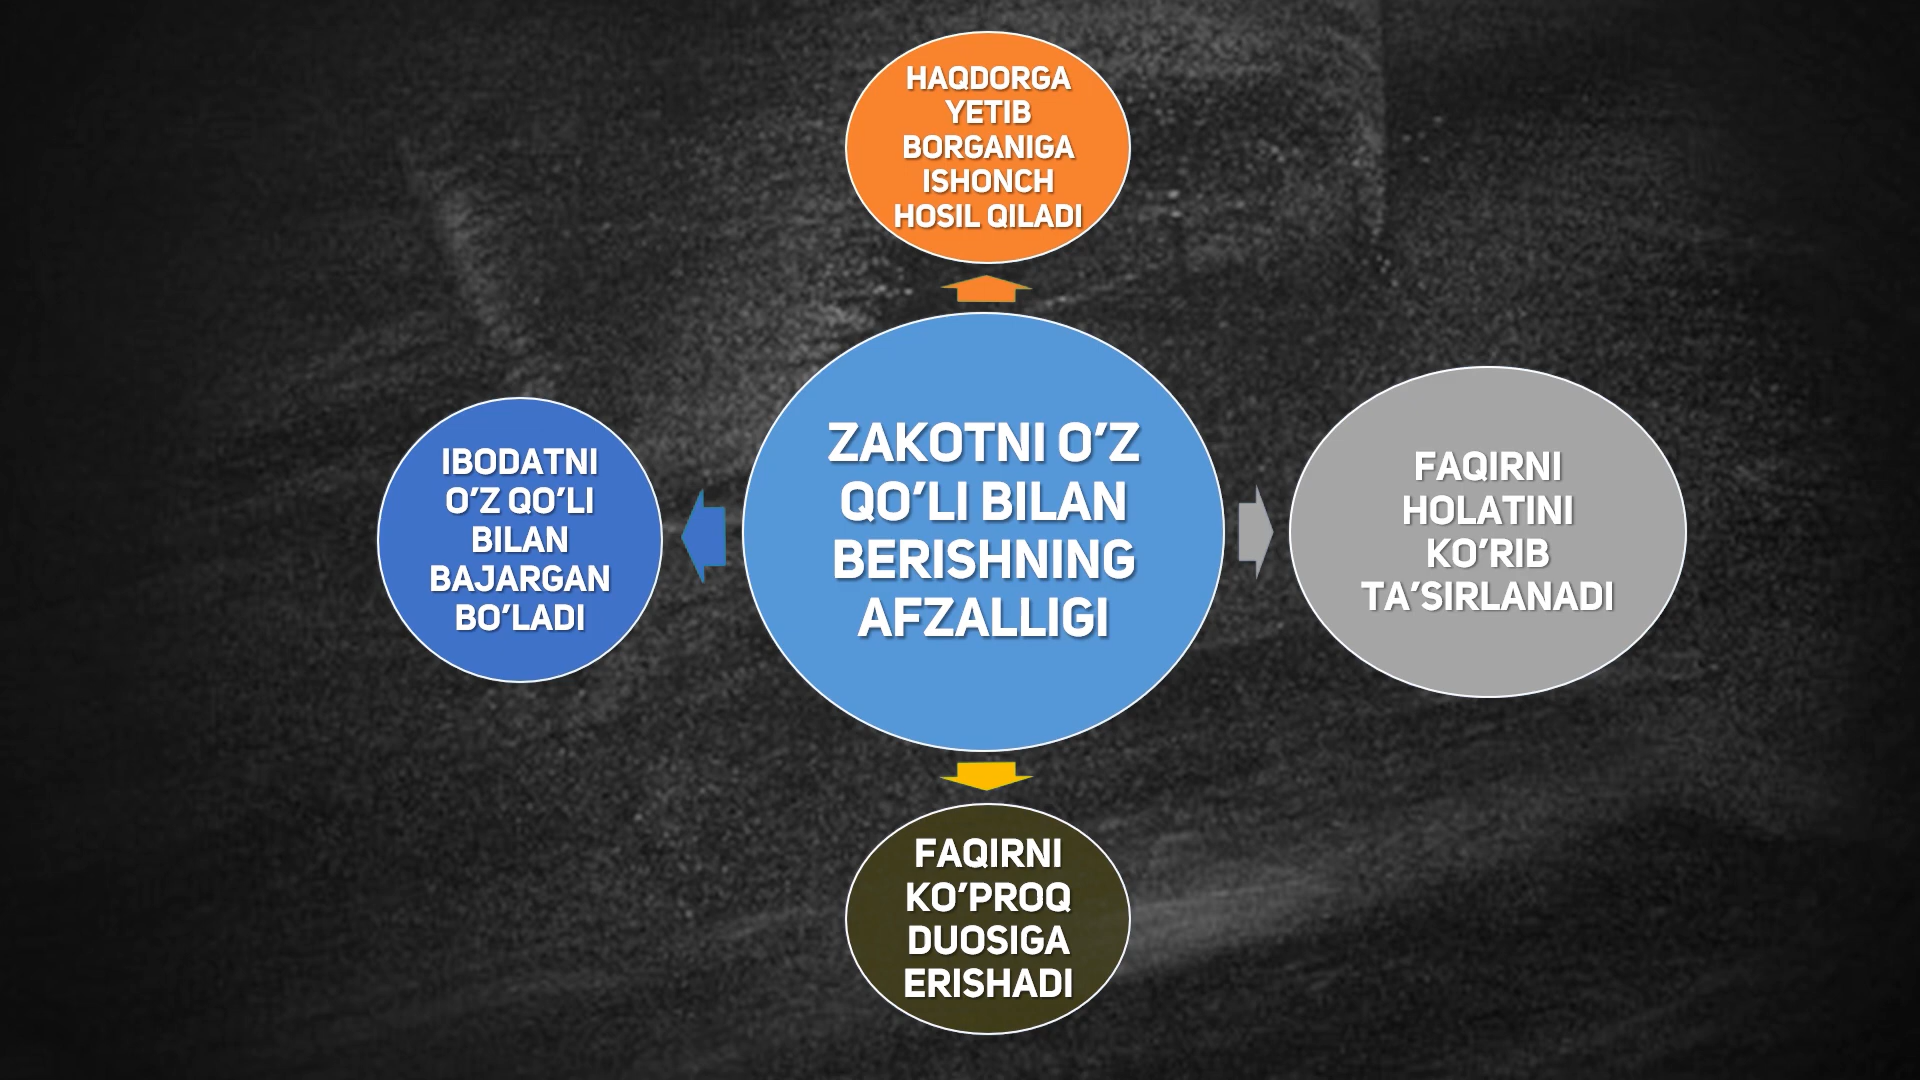 HAQDORGA
YETIB
BORGANIGA
ISHONCH
HOSIL QILADI
IBODATNI
O’Z QO’LI
BILAN
BAJARGAN
BO’LADI
ZAKOTNI O’Z
QO’LI BILAN
BERISHNING
AFZALLIGI
FAQIRNI
HOLATINI
KO’RIB
TA’SIRLANADI
FAQIRNI
KO’PROQ
DUOSIGA
ERISHADI